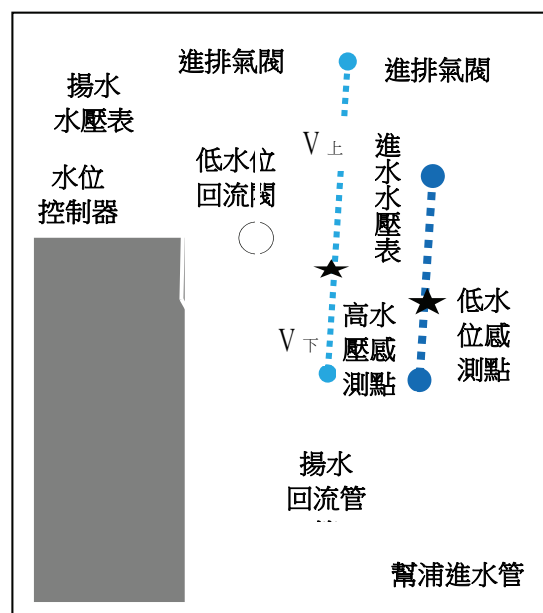 進排氣閥
進排氣閥
揚水
水壓表
V上
進水水壓表
低水位
回流閥
水位
控制器
高水
壓感
測點
低水
位感
測點
V下
揚水
回流管
幫浦進水管